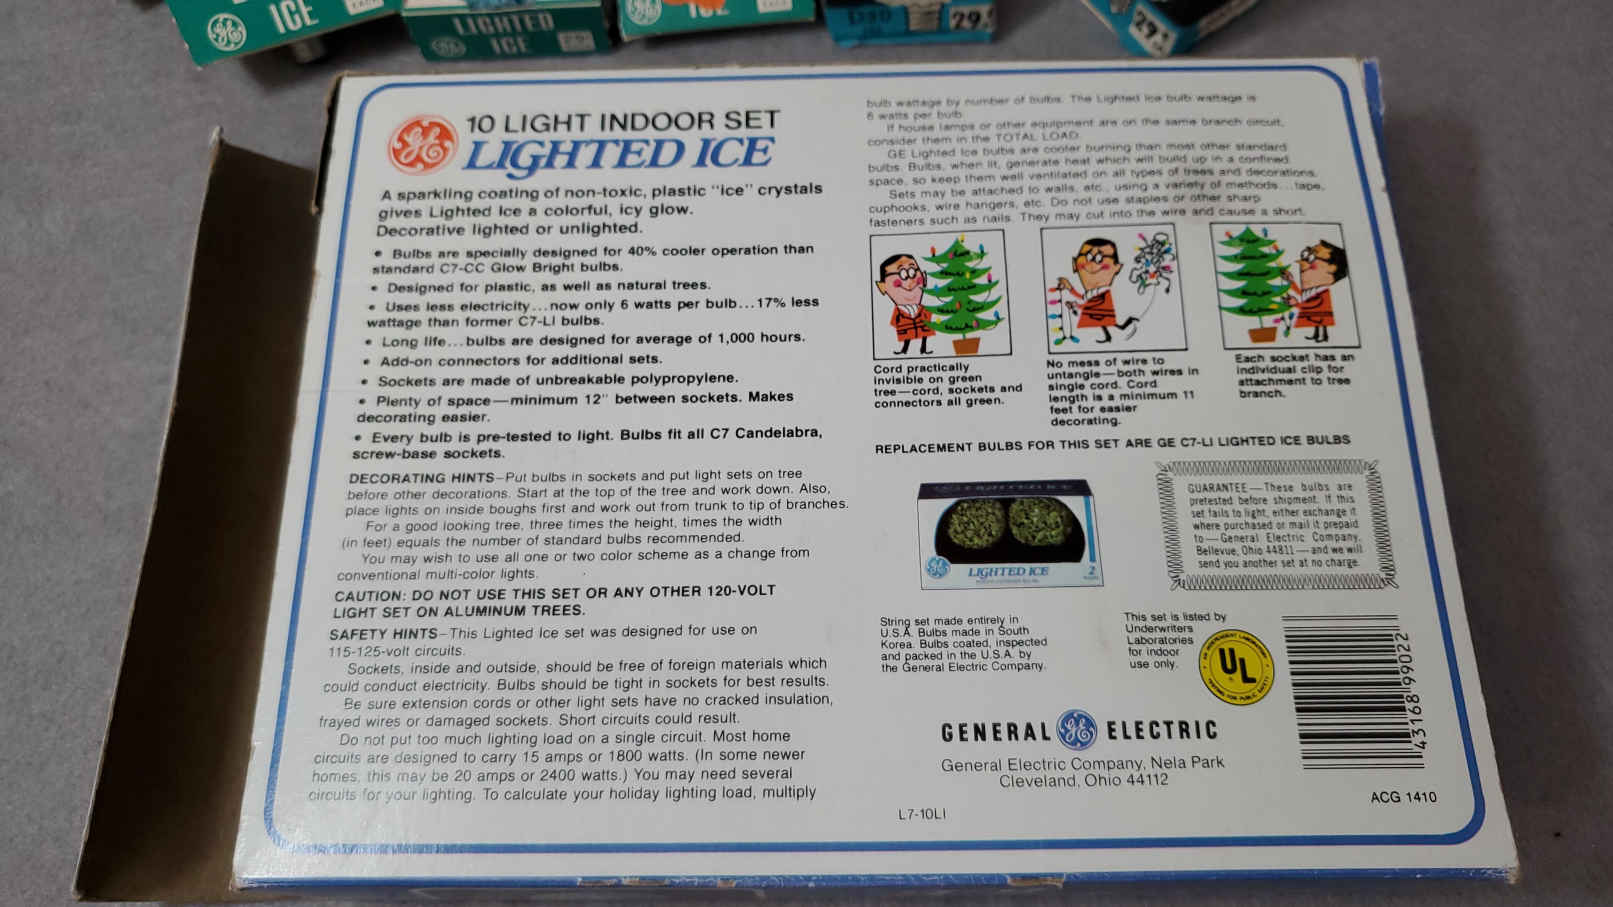 ICE
LIGHTED
ICE
ICE
29¢
29¢
10 LIGHT INDOOR SET
LIGHTED ICE
A sparkling coating of non-toxic, plastic "ice" crystals
gives Lighted Ice a colorful, icy glow.
Decorative lighted or unlighted.
• Bulbs are specially designed for 40% cooler operation than
standard C7-CC Glow Bright bulbs.
• Designed for plastic, as well as natural trees.
• Uses less electricity...now only 6 watts per bulb...17% less
wattage than former C7-LI bulbs.
• Long life...bulbs are designed for average of 1,000 hours.
• Add-on connectors for additional sets.
• Sockets are made of unbreakable polypropylene.
• Plenty of space—minimum 12" between sockets. Makes
decorating easier.
• Every bulb is pre-tested to light. Bulbs fit all C7 Candelabra,
screw-base sockets.
DECORATING HINTS–Put bulbs in sockets and put light sets on tree
before other decorations. Start at the top of the tree and work down. Also,
place lights on inside boughs first and work out from trunk to tip of branches.
For a good looking tree, three times the height, times the width
(in feet) equals the number of standard bulbs recommended.
You may wish to use all one or two color scheme as a change from
conventional multi-color lights.
CAUTION: DO NOT USE THIS SET OR ANY OTHER 120-VOLT
LIGHT SET ON ALUMINUM TREES.
SAFETY HINTS–This Lighted Ice set was designed for use on
115-125-volt circuits.
Sockets, inside and outside, should be free of foreign materials which
could conduct electricity. Bulbs should be tight in sockets for best results.
Be sure extension cords or other light sets have no cracked insulation,
frayed wires or damaged sockets. Short circuits could result.
Do not put too much lighting load on a single circuit. Most home
circuits are designed to carry 15 amps or 1800 watts. (In some newer
homes, this may be 20 amps or 2400 watts.) You may need several
circuits for your lighting. To calculate your holiday lighting load, multiply
bulb wattage by number of bulbs. The Lighted Ice bulb wattage is
6 watts per bulb.
If house lamps or other equipment are on the same branch circuit,
consider them in the TOTAL LOAD.
GE Lighted Ice bulbs are cooler burning than most other standard
bulbs. Bulbs, when lit, generate heat which will build up in a confined
space, so keep them well ventilated on all types of trees and decorations.
Sets may be attached to walls, etc., using a variety of methods...tape,
cuphooks, wire hangers, etc. Do not use staples or other sharp
fasteners such as nails. They may cut into the wire and cause a short.
Cord practically
invisible on green
tree—cord, sockets and
connectors all green.
No mess of wire to
untangle—both wires in
single cord. Cord
length is a minimum 11
feet for easier
decorating.
Each socket has an
individual clip for
attachment to tree
branch.
REPLACEMENT BULBS FOR THIS SET ARE GE C7-LI LIGHTED ICE BULBS
LIGHTED ICE
LIGHTED ICE
2
GUARANTEE—These bulbs are
pretested before shipment. If this
set fails to light, either exchange it
where purchased or mail it prepaid
to—General Electric Company,
Bellevue, Ohio 44811—and we will
send you another set at no charge.
String set made entirely in
U.S.A. Bulbs made in South
Korea. Bulbs coated, inspected
and packed in the U.S.A. by
the General Electric Company.
This set is listed by
Underwriters
Laboratories
for indoor
use only.
UL
GENERAL GE ELECTRIC
General Electric Company, Nela Park
Cleveland, Ohio 44112
L7-10LI
43168 99022
ACG 1410